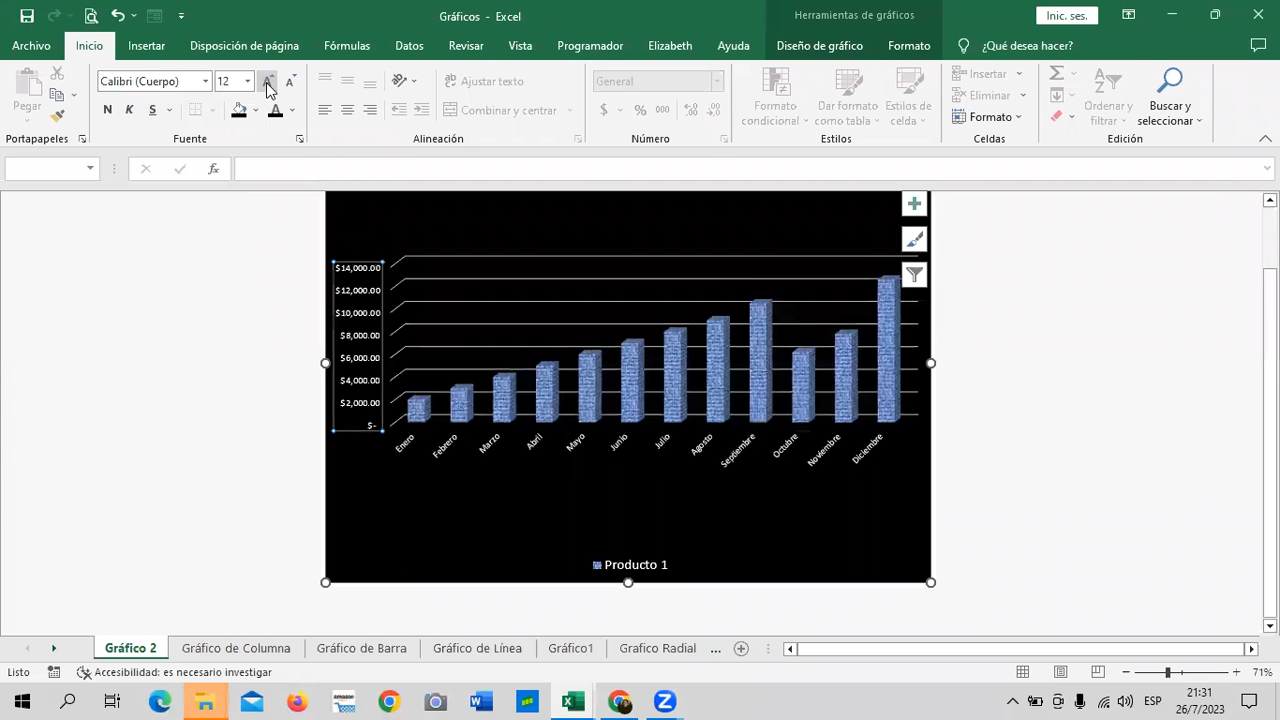 Gráficos - Excel
Herramientas de gráficos
Inic. ses.
Archivo Inicio Insertar Disposición de página Fórmulas Datos Revisar Vista Programador Elizabeth Ayuda Diseño de gráfico Formato ¿Qué desea hacer?
Pegar
Portapapeles
Calibri (Cuerpo) 12
N K S
Fuente
Ajustar texto
Combinar y centrar
Alineación
General
$ % 000
Número
Formato condicional
Dar formato como tabla
Estilos de celda
Estilos
Insertar
Eliminar
Formato
Celdas
Ordenar y filtrar
Buscar y seleccionar
Edición
fx
$14,000.00
$12,000.00
$10,000.00
$8,000.00
$6,000.00
$4,000.00
$2,000.00
$-
Enero Febrero Marzo Abril Mayo Junio Julio Agosto Septiembre Octubre Noviembre Diciembre
Producto 1
Gráfico 2 Gráfico de Columna Gráfico de Barra Gráfico de Línea Gráfico1 Grafico Radial ...
Listo Accesibilidad: es necesario investigar 71%
ESP
21:31
26/7/2023